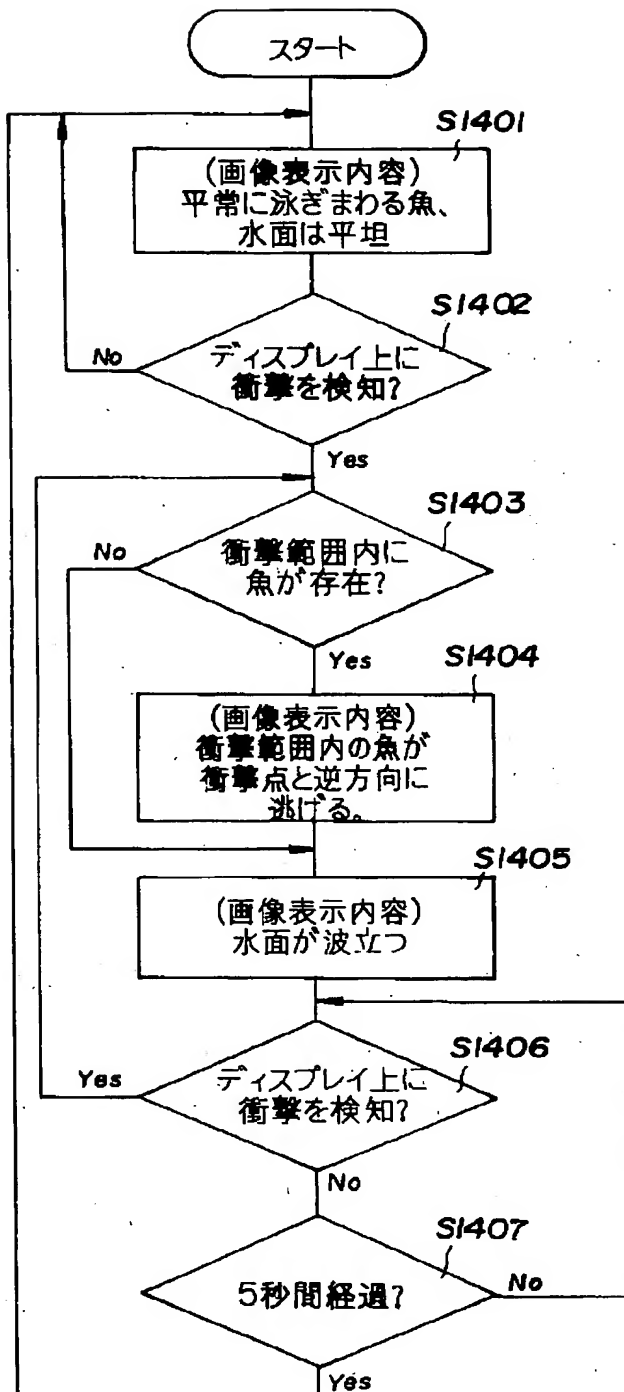 スタート
S1401
(画像表示内容)
平常に泳ぎまわる魚、
水面は平坦
S1402
No
ディスプレイ上に
衝撃を検知?
Yes
S1403
No
衝撃範囲内に
魚が存在?
Yes
S1404
(画像表示内容)
衝撃範囲内の魚が
衝撃点と逆方向に
逃げる。
S1405
(画像表示内容)
水面が波立つ
S1406
Yes
ディスプレイ上に
衝撃を検知?
No
S1407
5秒間経過?
No
Yes